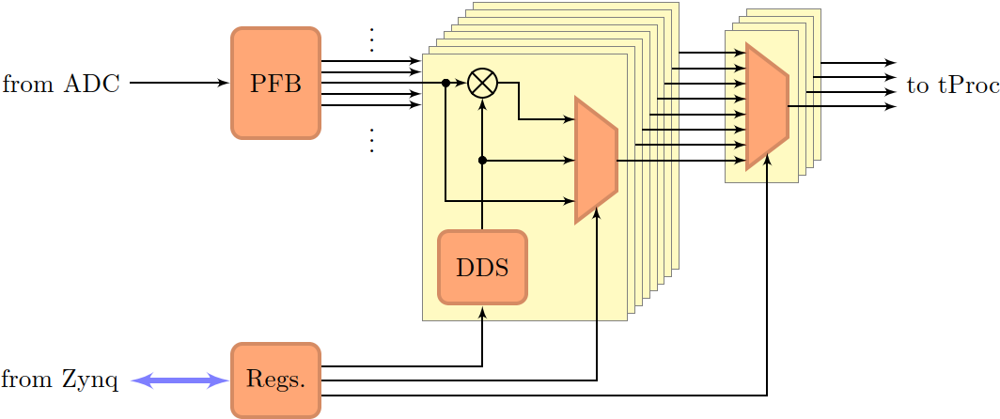 from ADC
PFB
to tProc
DDS
from Zynq
Regs.